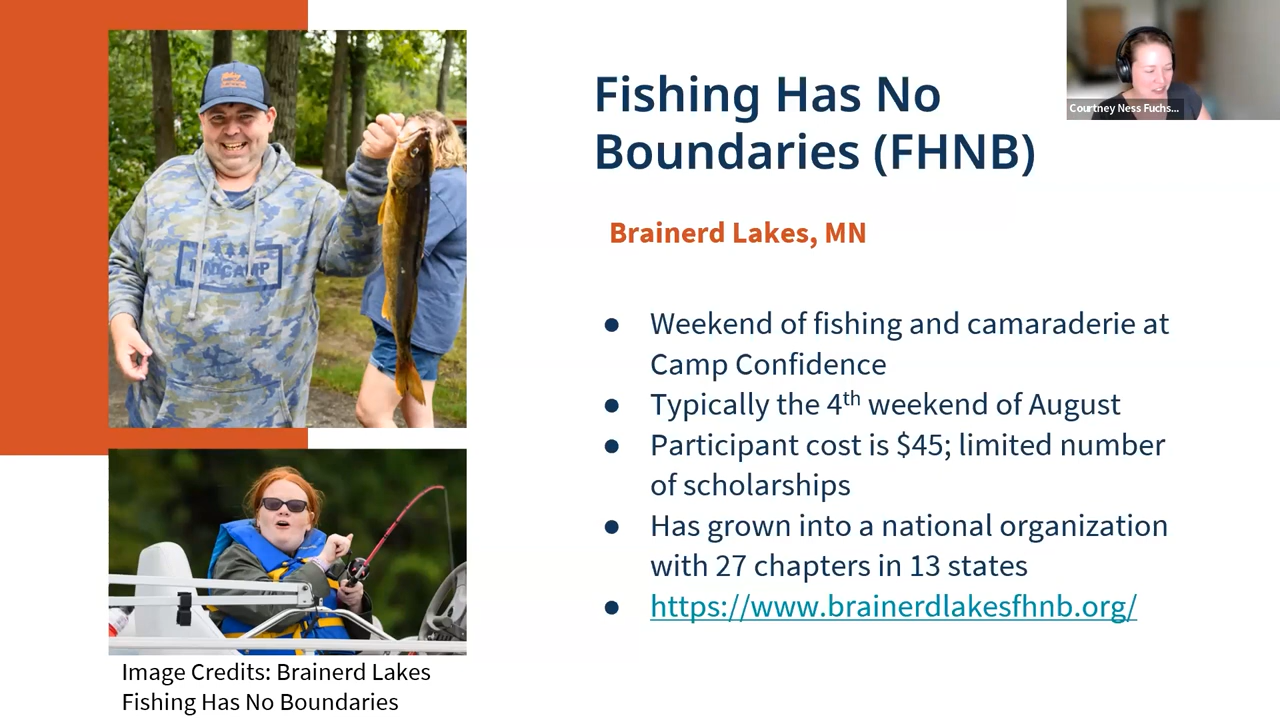 Fishing Has No
Boundaries (FHNB)
Courtney Ness Fuchs...
Brainerd Lakes, MN
● Weekend of fishing and camaraderie at
Camp Confidence
● Typically the 4th weekend of August
● Participant cost is $45; limited number
of scholarships
● Has grown into a national organization
with 27 chapters in 13 states
● https://www.brainerdlakesfhnb.org/
Image Credits: Brainerd Lakes
Fishing Has No Boundaries